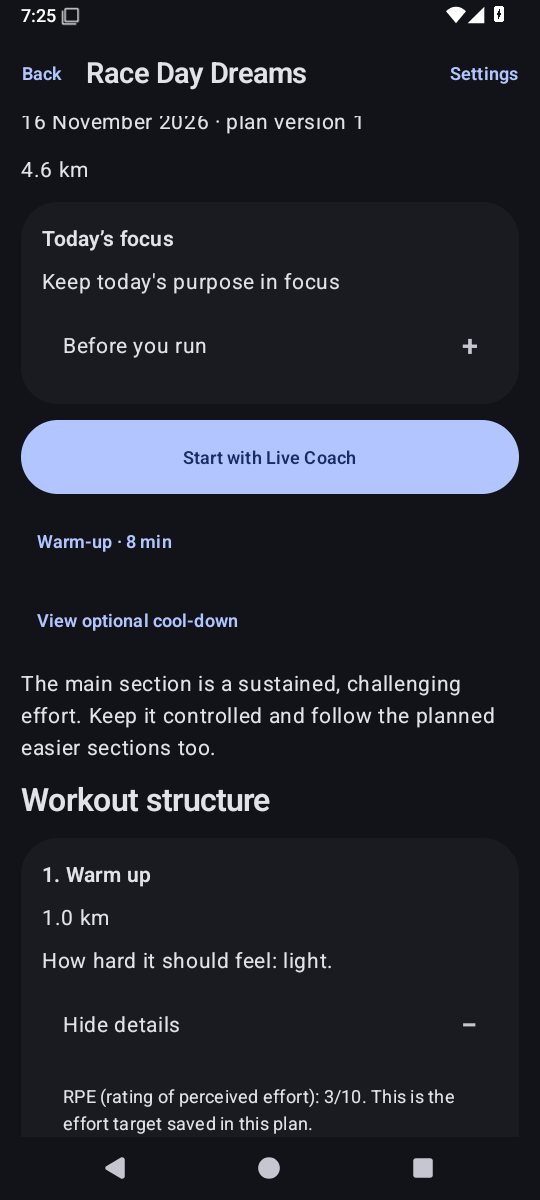 7:25
Back Race Day Dreams Settings
16 November 2026 · plan version 1
4.6 km
Today’s focus
Keep today's purpose in focus
Before you run +
Start with Live Coach
Warm-up · 8 min
View optional cool-down
The main section is a sustained, challenging
effort. Keep it controlled and follow the planned
easier sections too.
Workout structure
1. Warm up
1.0 km
How hard it should feel: light.
Hide details −
RPE (rating of perceived effort): 3/10. This is the
effort target saved in this plan.